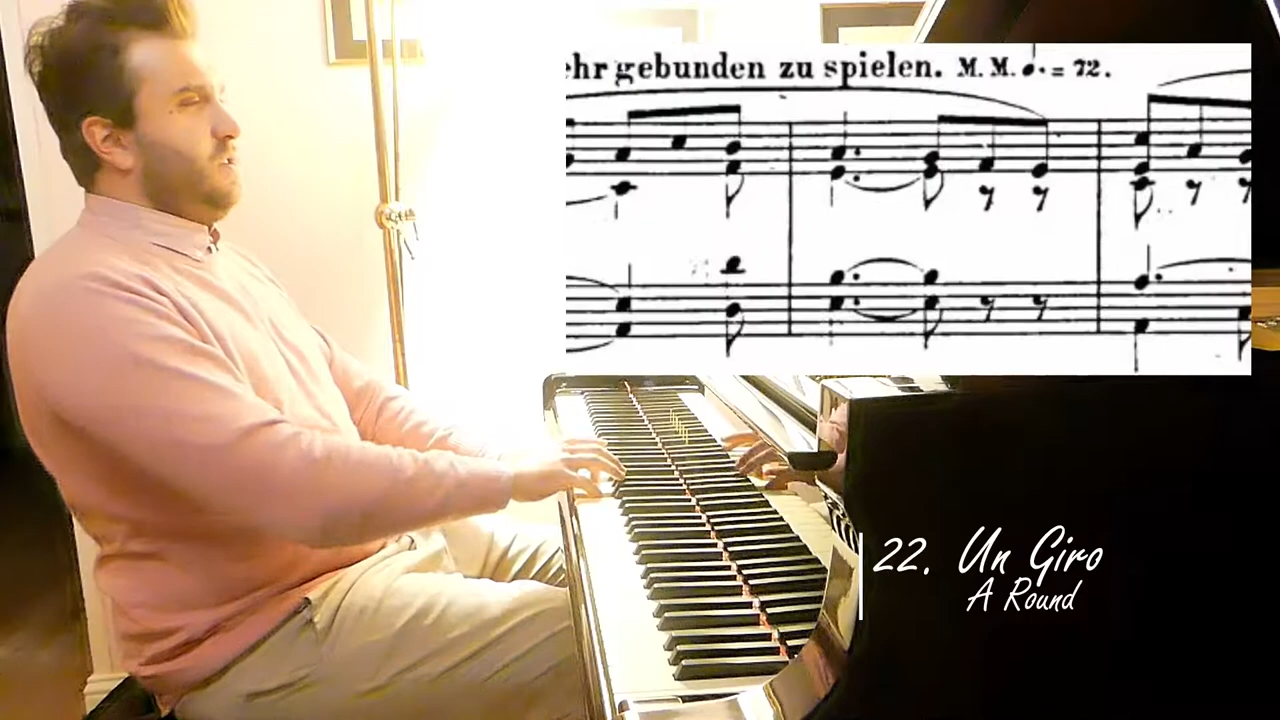 ehr gebunden zu spielen. M. M. ♩. = 72.
22. Un Giro
A Round